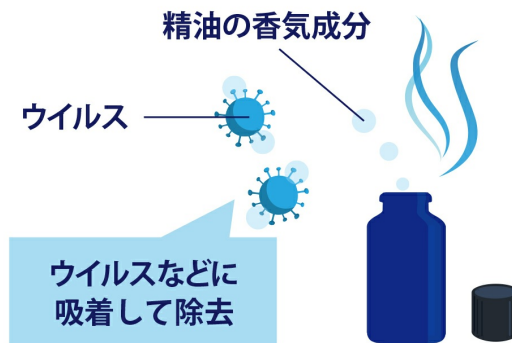 精油の香気成分
ウイルス
ウイルスなどに
吸着して除去